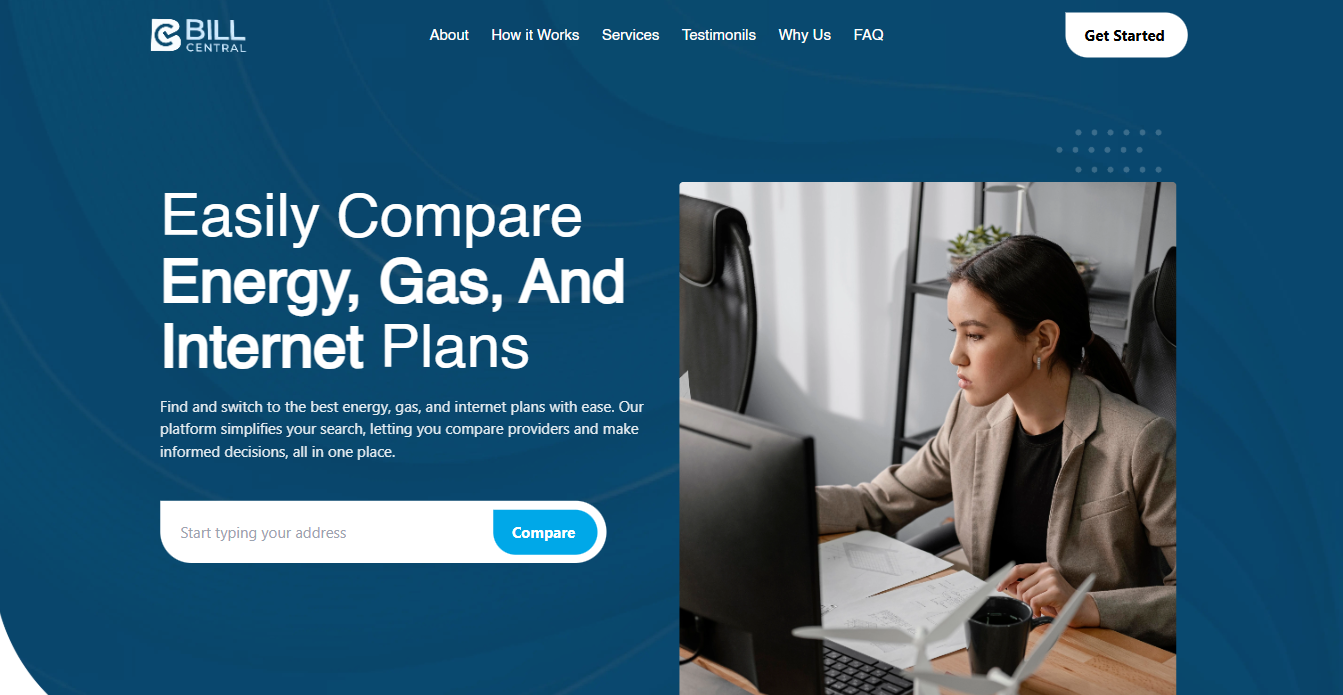 BILL
CENTRAL
About
How it Works
Services
Testimonils
Why Us
FAQ
Get Started
Easily Compare
Energy, Gas, And
Internet Plans
Find and switch to the best energy, gas, and internet plans with ease. Our
platform simplifies your search, letting you compare providers and make
informed decisions, all in one place.
Start typing your address
Compare